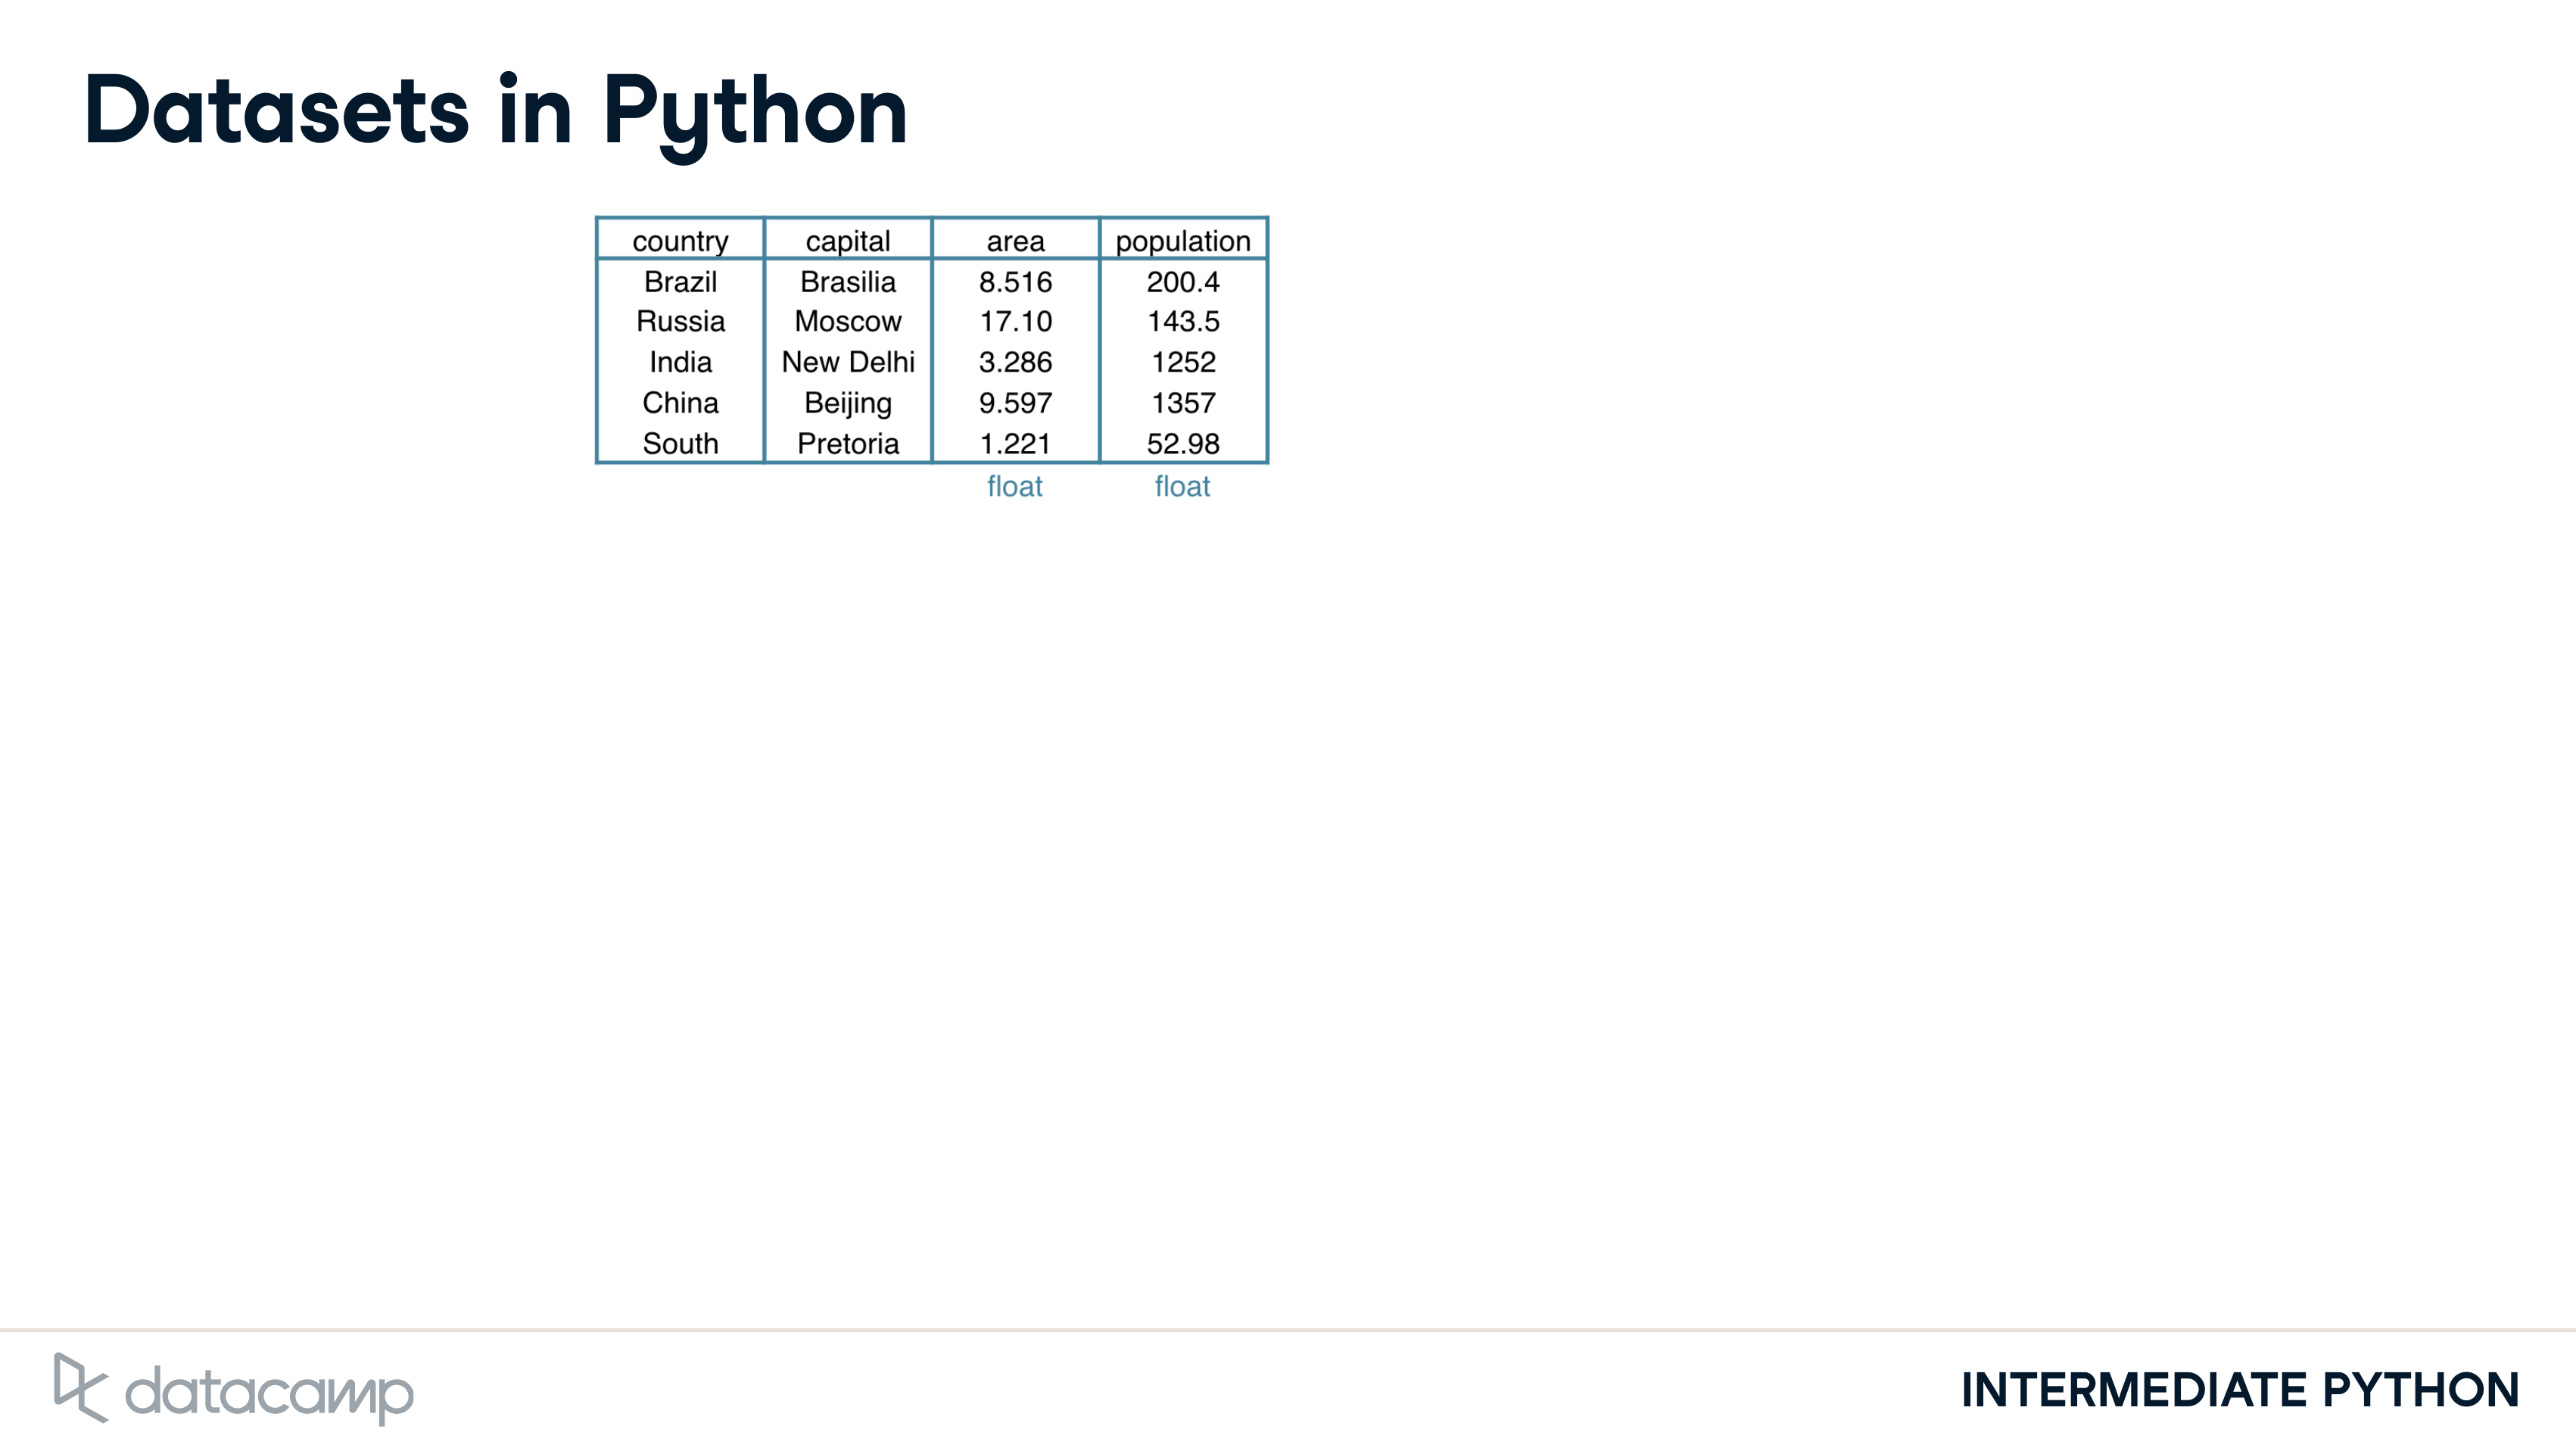 Datasets in Python
country capital area population
Brazil Brasilia 8.516 200.4
Russia Moscow 17.10 143.5
India New Delhi 3.286 1252
China Beijing 9.597 1357
South Pretoria 1.221 52.98
float float
datacamp
INTERMEDIATE PYTHON